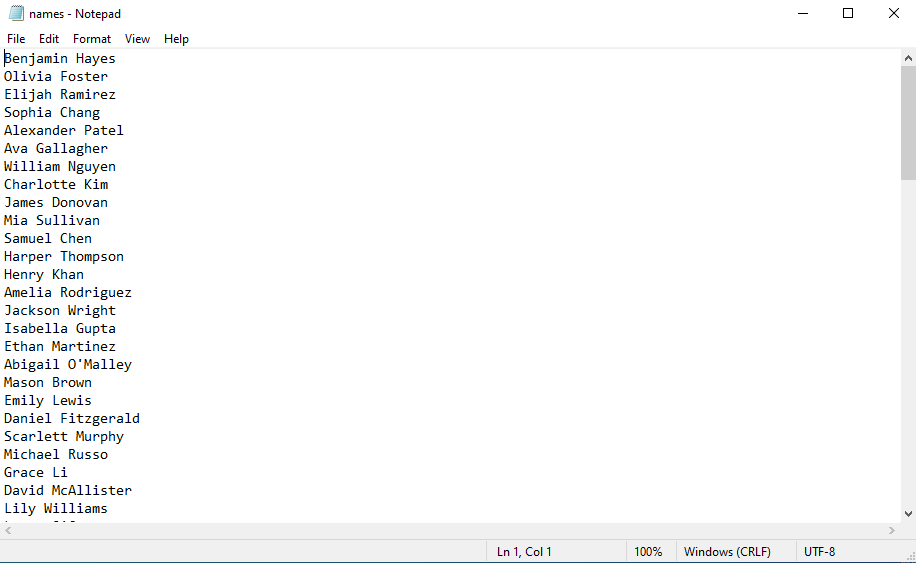 names - Notepad
File Edit Format View Help
Benjamin Hayes
Olivia Foster
Elijah Ramirez
Sophia Chang
Alexander Patel
Ava Gallagher
William Nguyen
Charlotte Kim
James Donovan
Mia Sullivan
Samuel Chen
Harper Thompson
Henry Khan
Amelia Rodriguez
Jackson Wright
Isabella Gupta
Ethan Martinez
Abigail O'Malley
Mason Brown
Emily Lewis
Daniel Fitzgerald
Scarlett Murphy
Michael Russo
Grace Li
David McAllister
Lily Williams
Ln 1, Col 1 100% Windows (CRLF) UTF-8